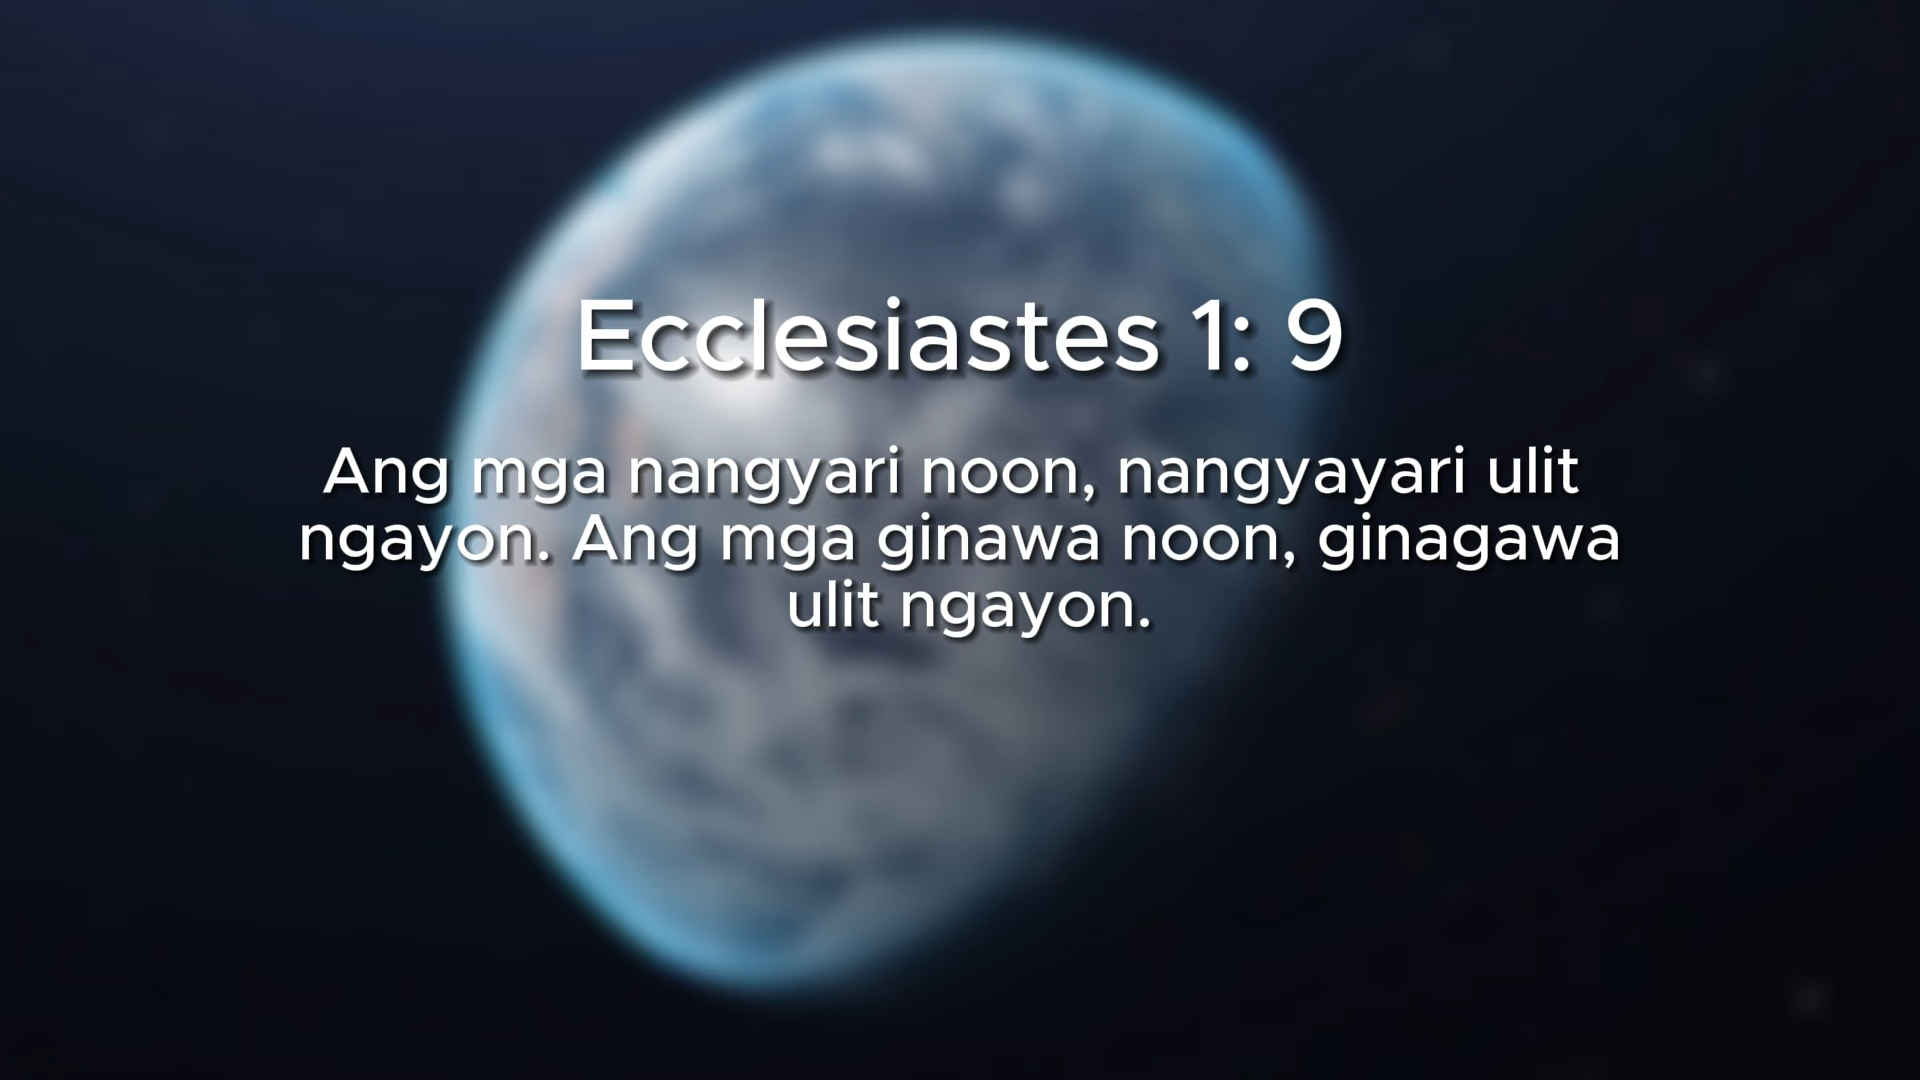 Ecclesiastes 1: 9
Ang mga nangyari noon, nangyayari ulit
ngayon. Ang mga ginawa noon, ginagawa
ulit ngayon.